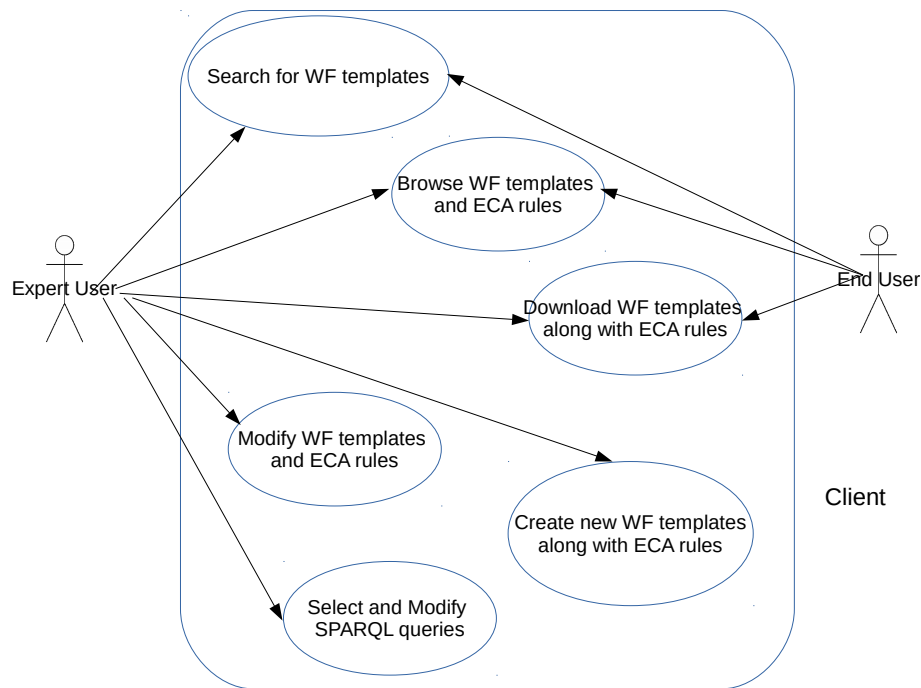 Search for WF templates
Browse WF templates
and ECA rules
Expert User
End User
Download WF templates
along with ECA rules
Modify WF templates
and ECA rules
Client
Create new WF templates
along with ECA rules
Select and Modify
SPARQL queries